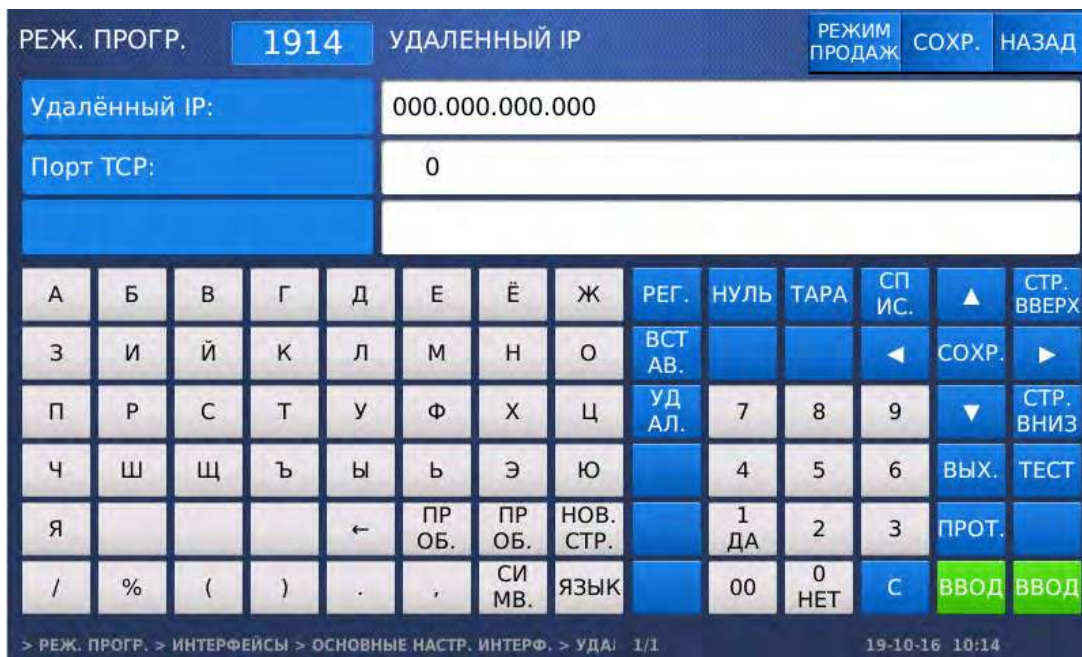 РЕЖ. ПРОГР. 1914 УДАЛЕННЫЙ IP РЕЖИМ ПРОДАЖ СОХР. НАЗАД
Удалённый IP: 000.000.000.000
Порт TCP: 0
А Б В Г Д Е Ё Ж РЕГ. НУЛЬ ТАРА СП ИС. ▲ СТР. ВВЕРХ
З И Й К Л М Н О ВСТ АВ. ◀ СОХР. ▶
П Р С Т У Ф Х Ц УД АЛ. 7 8 9 ▼ СТР. ВНИЗ
Ч Ш Щ Ъ Ы Ь Э Ю 4 5 6 ВЫХ. ТЕСТ
Я ← ПР ОБ. ПР ОБ. НОВ. СТР. 1 ДА 2 3 ПРОТ.
/ % ( ) . , СИ МВ. ЯЗЫК 00 0 НЕТ С ВВОД ВВОД
> РЕЖ. ПРОГР. > ИНТЕРФЕЙСЫ > ОСНОВНЫЕ НАСТР. ИНТЕРФ. > УДА 1/1 19-10-16 10:14